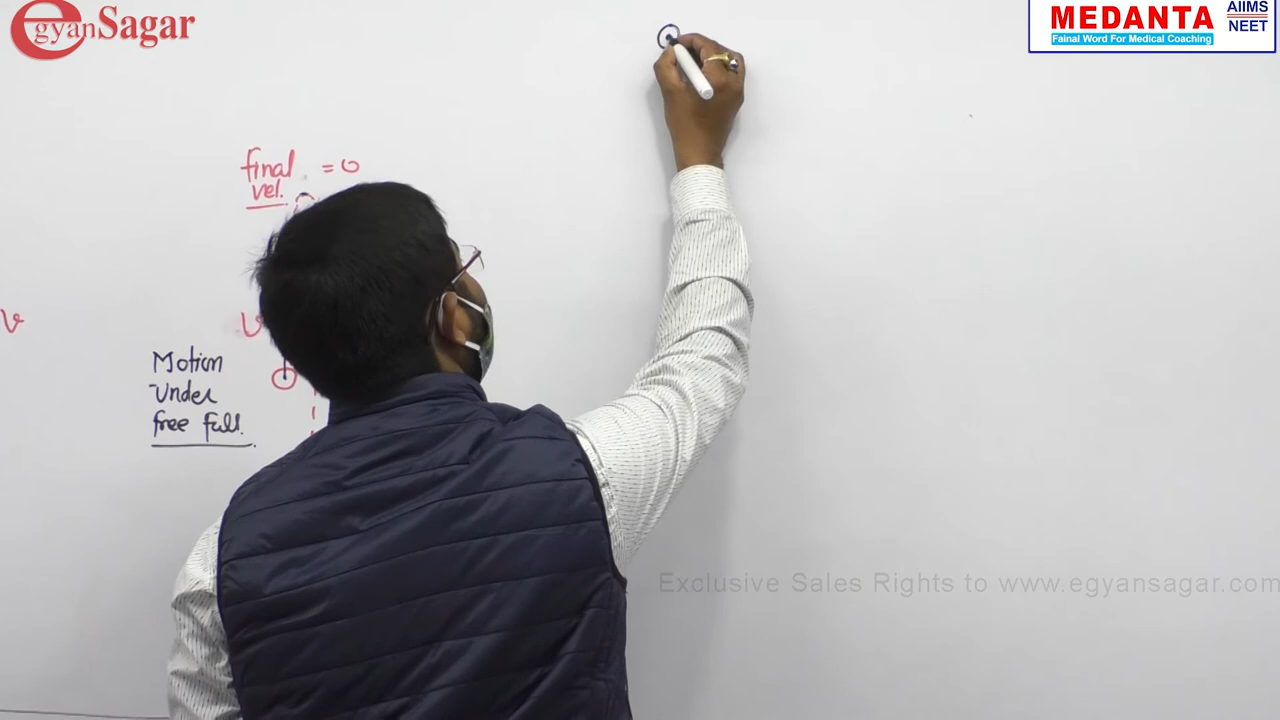 egyanSagar
MEDANTA
Fainal Word For Medical Coaching
AIIMS
NEET
final = 0
vel.
v
Motion
Under
free fall.
Exclusive Sales Rights to www.egyansagar.com